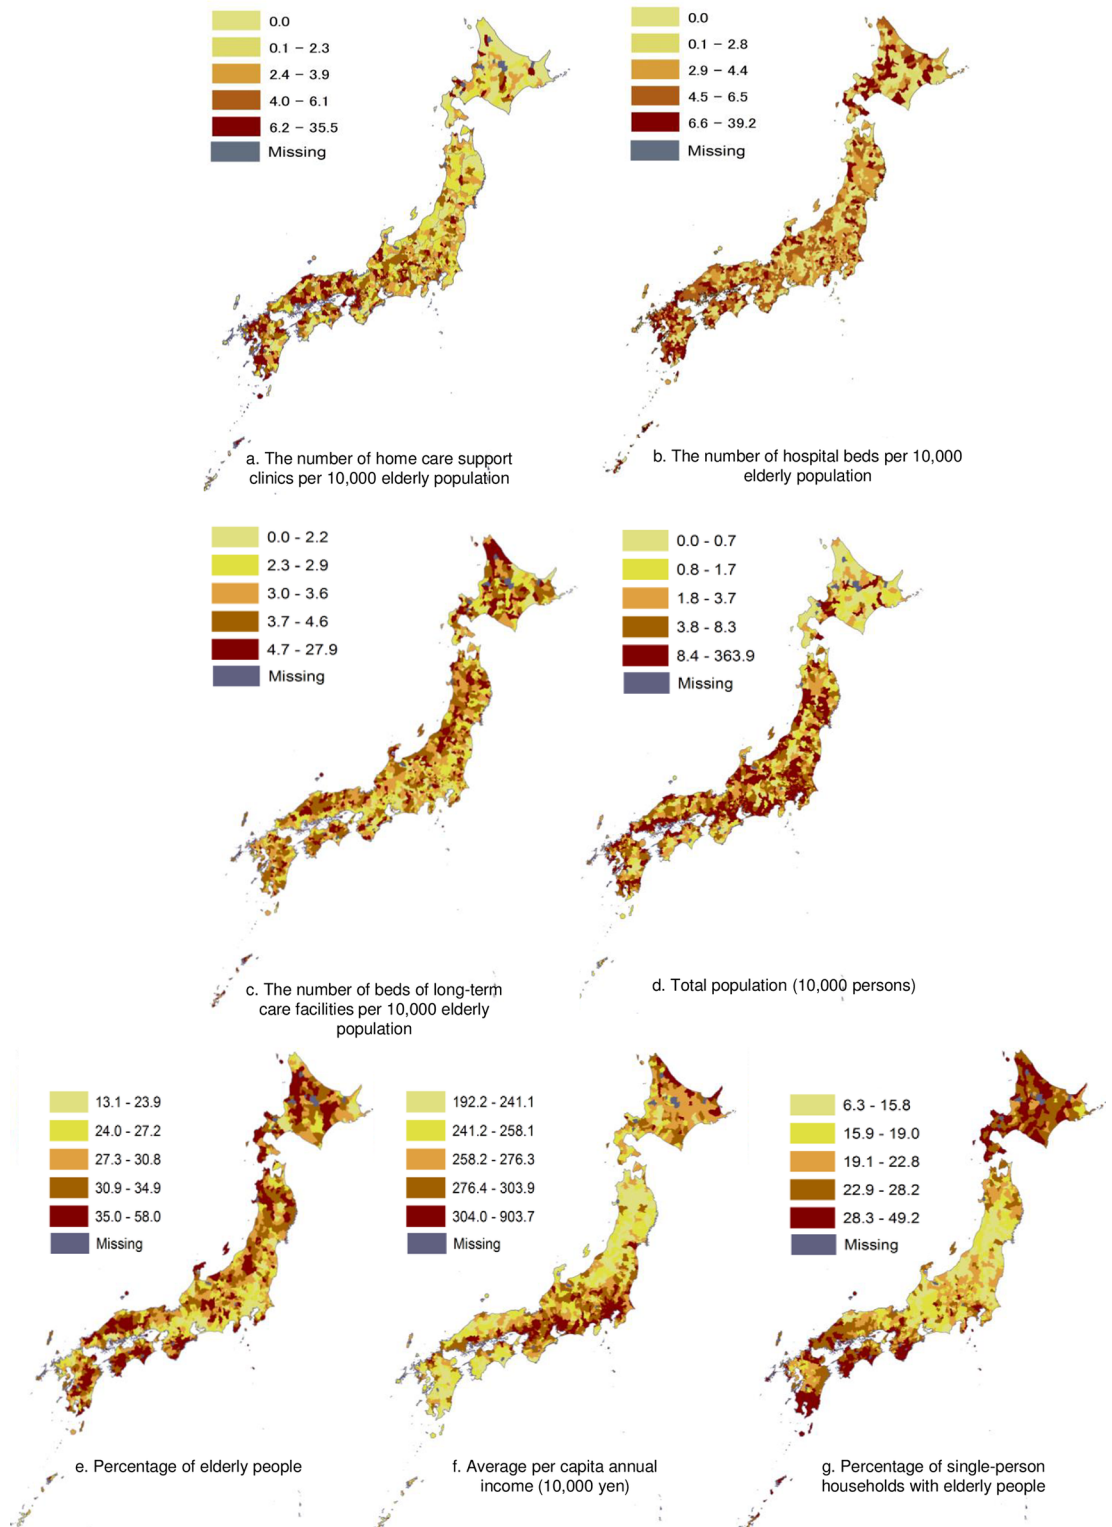 0.0
0.1 – 2.3
2.4 – 3.9
4.0 – 6.1
6.2 – 35.5
Missing
a. The number of home care support
clinics per 10,000 elderly population
0.0
0.1 – 2.8
2.9 – 4.4
4.5 – 6.5
6.6 – 39.2
Missing
b. The number of hospital beds per 10,000
elderly population
0.0 - 2.2
2.3 - 2.9
3.0 - 3.6
3.7 - 4.6
4.7 - 27.9
Missing
c. The number of beds of long-term
care facilities per 10,000 elderly
population
0.0 - 0.7
0.8 - 1.7
1.8 - 3.7
3.8 - 8.3
8.4 - 363.9
Missing
d. Total population (10,000 persons)
13.1 - 23.9
24.0 - 27.2
27.3 - 30.8
30.9 - 34.9
35.0 - 58.0
Missing
e. Percentage of elderly people
192.2 - 241.1
241.2 - 258.1
258.2 - 276.3
276.4 - 303.9
304.0 - 903.7
Missing
f. Average per capita annual
income (10,000 yen)
6.3 - 15.8
15.9 - 19.0
19.1 - 22.8
22.9 - 28.2
28.3 - 49.2
Missing
g. Percentage of single-person
households with elderly people